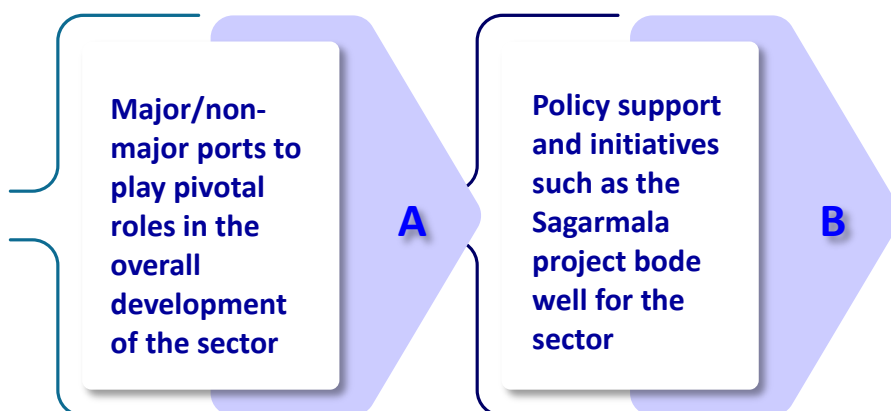 Major/non-
major ports to
play pivotal
roles in the
overall
development
of the sector
A
Policy support
and initiatives
such as the
Sagarmala
project bode
well for the
sector
B